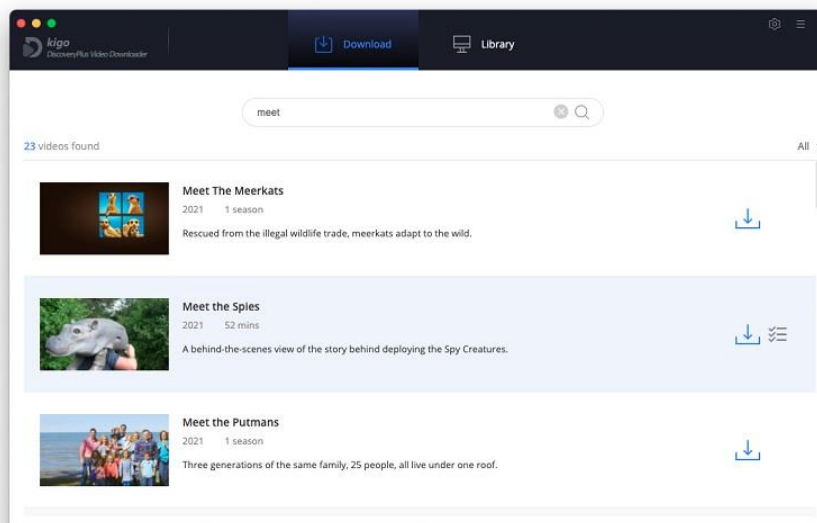 kigo
DiscoveryPlus Video Downloader
Download
Library
meet
23 videos found
All
Meet The Meerkats
2021 1 season
Rescued from the illegal wildlife trade, meerkats adapt to the wild.
Meet the Spies
2021 52 mins
A behind-the-scenes view of the story behind deploying the Spy Creatures.
Meet the Putmans
2021 1 season
Three generations of the same family, 25 people, all live under one roof.